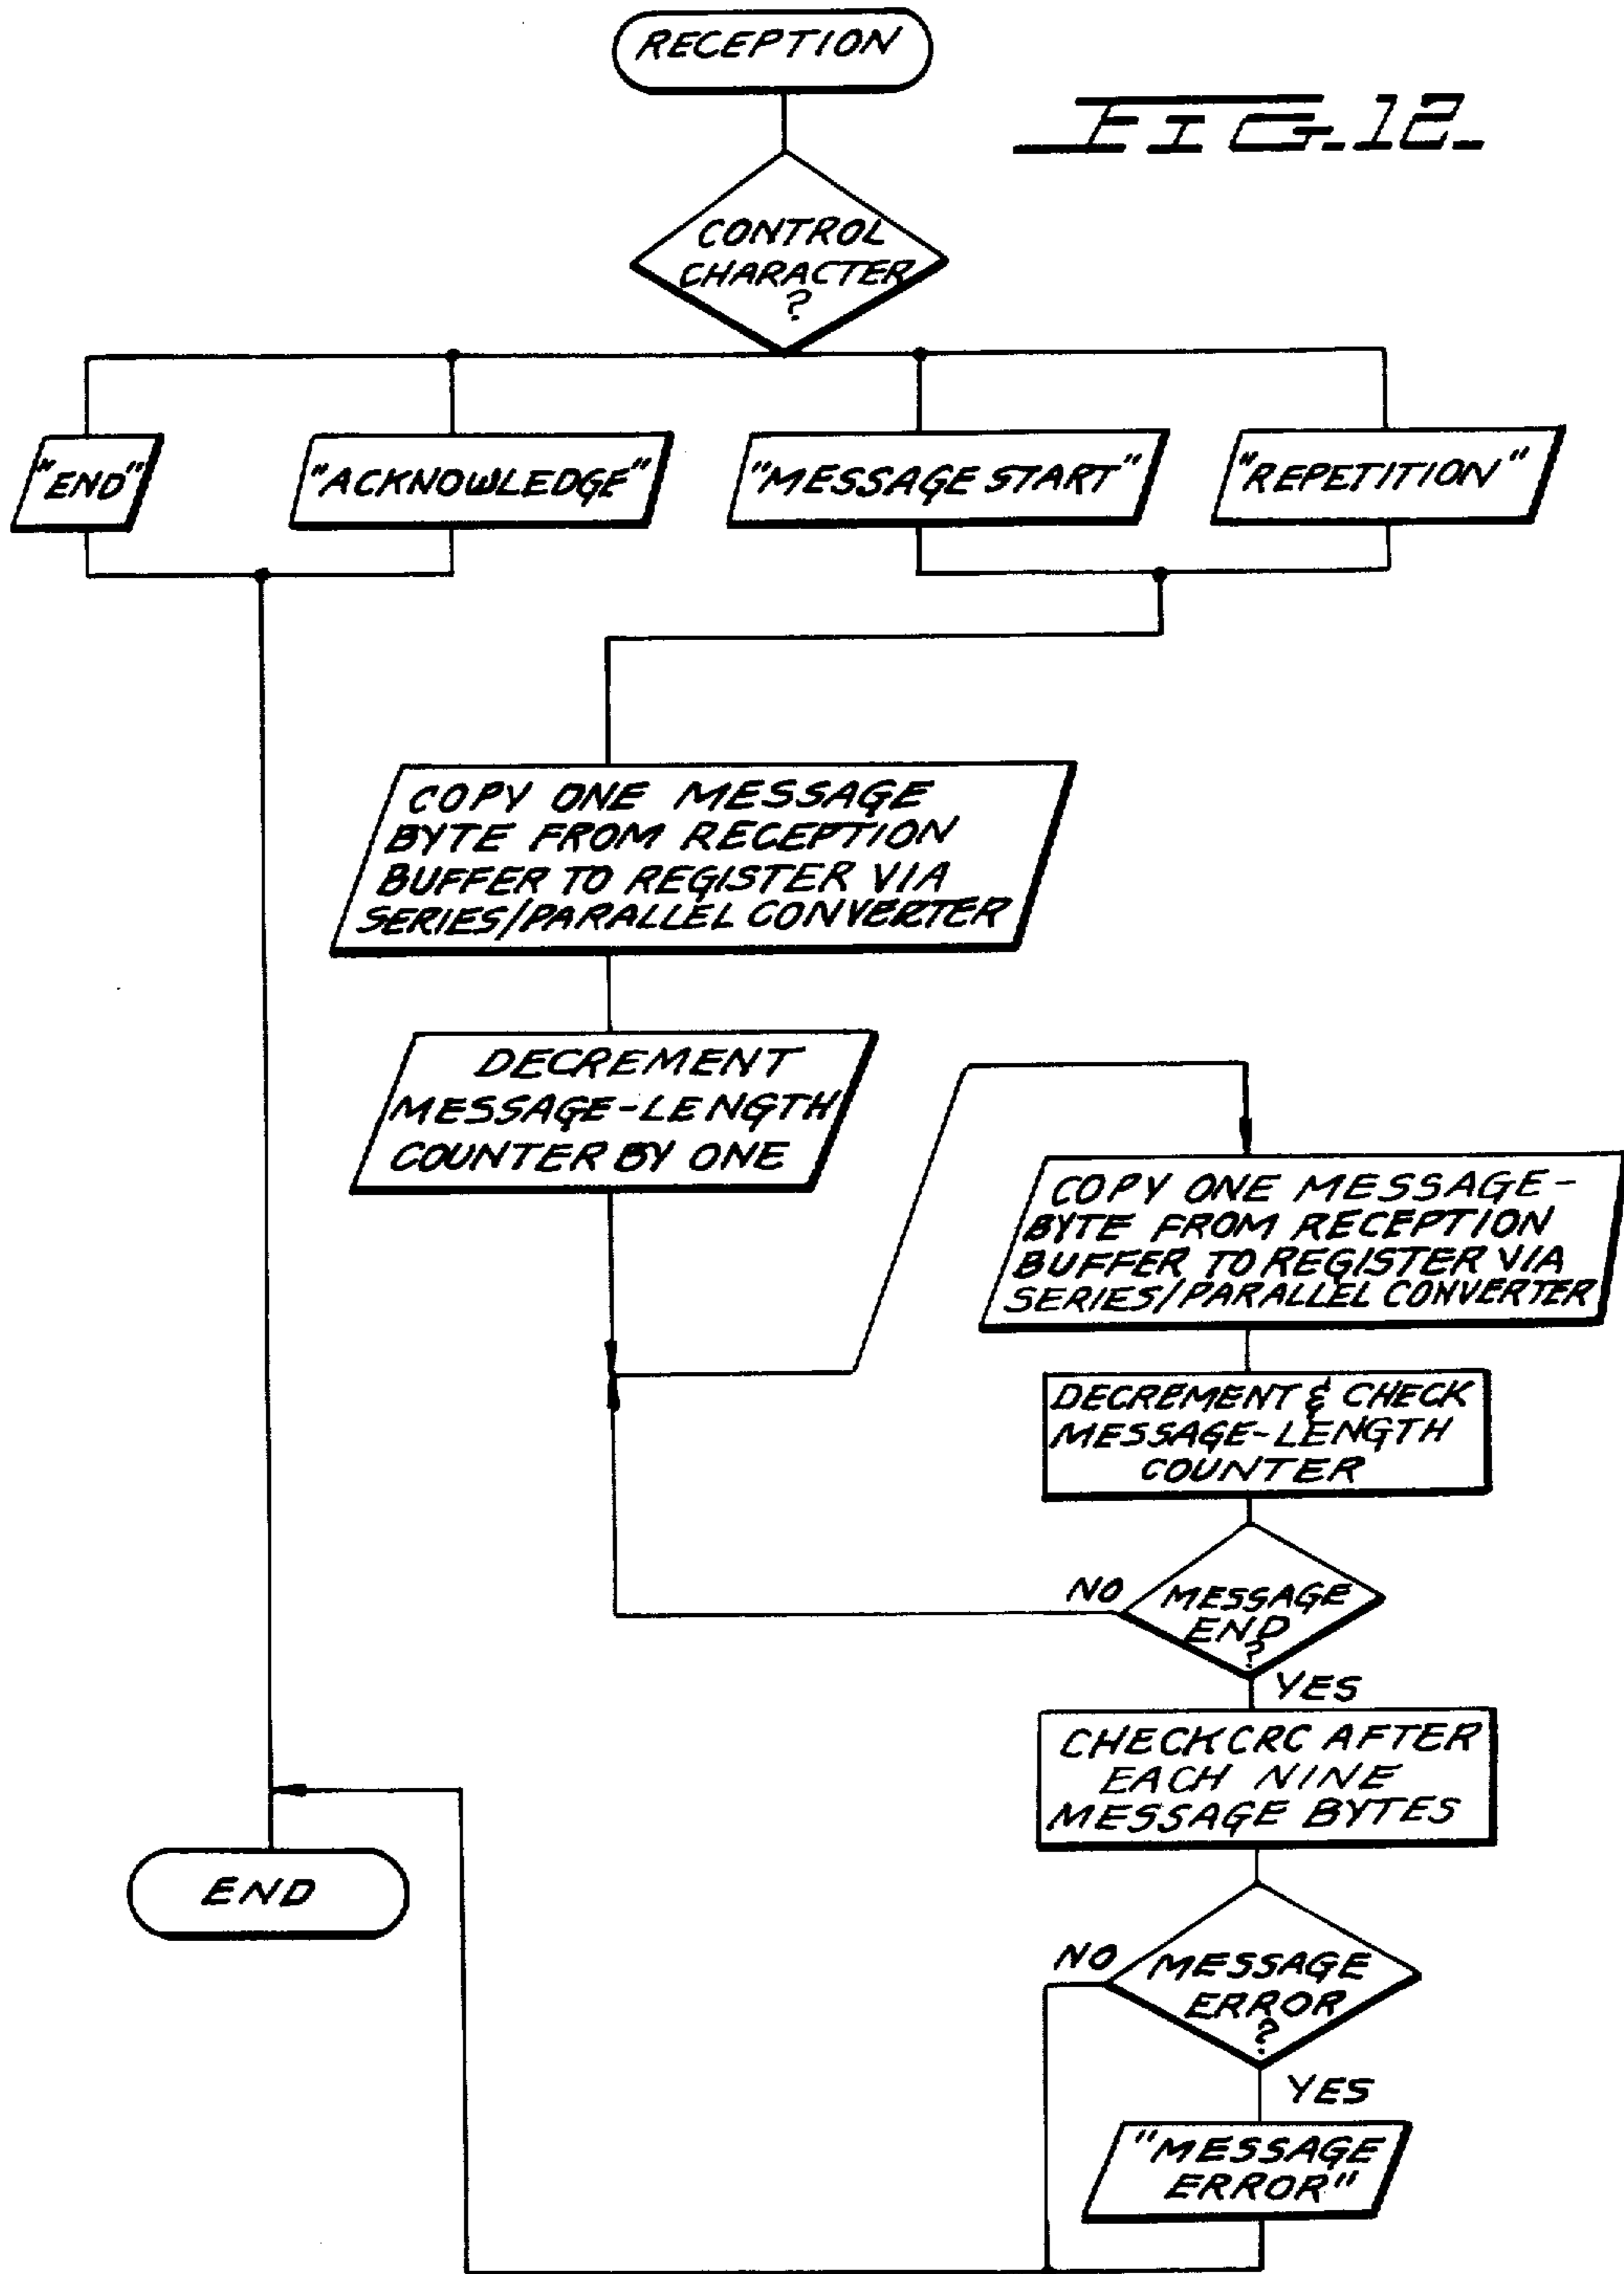 RECEPTION
FIG. 12.
CONTROL
CHARACTER
?
"END"
"ACKNOWLEDGE"
"MESSAGE START"
"REPETITION"
COPY ONE MESSAGE
BYTE FROM RECEPTION
BUFFER TO REGISTER VIA
SERIES/PARALLEL CONVERTER
DECREMENT
MESSAGE-LENGTH
COUNTER BY ONE
COPY ONE MESSAGE-
BYTE FROM RECEPTION
BUFFER TO REGISTER VIA
SERIES/PARALLEL CONVERTER
DECREMENT & CHECK
MESSAGE-LENGTH
COUNTER
NO
MESSAGE
END
?
YES
CHECK CRC AFTER
EACH NINE
MESSAGE BYTES
END
NO
MESSAGE
ERROR
?
YES
"MESSAGE
ERROR"